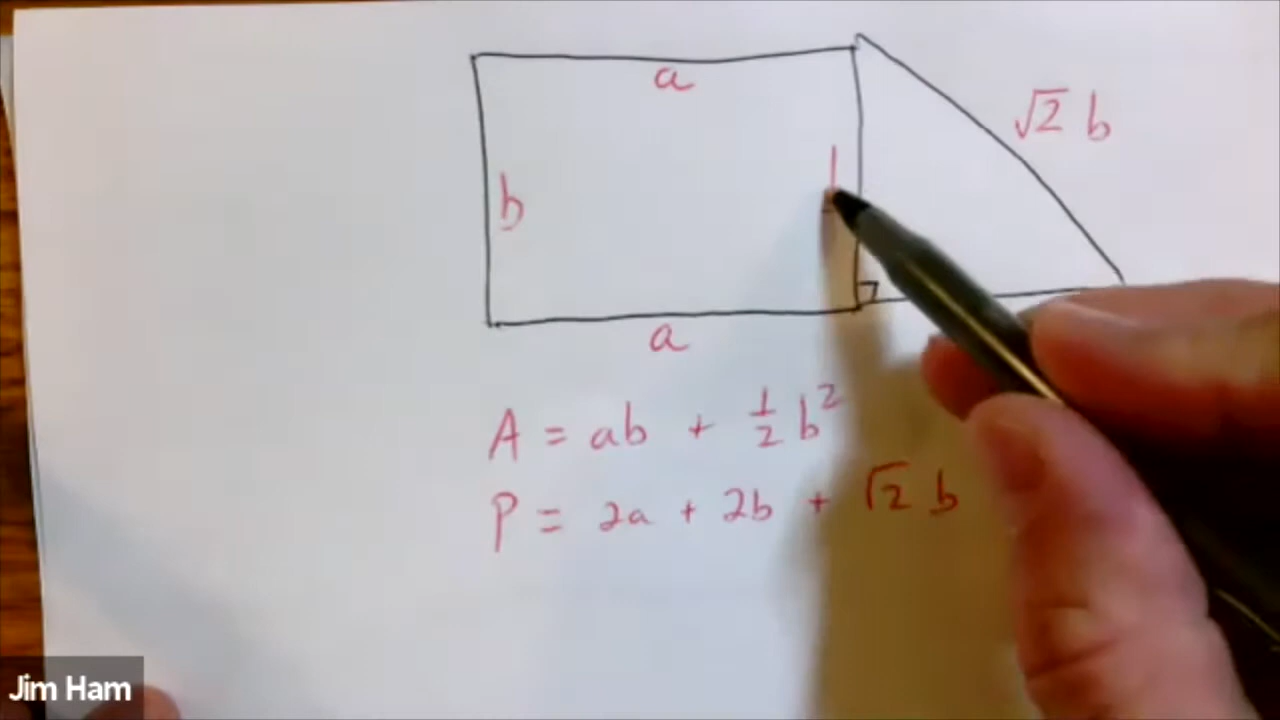 a
√2 b
b
a
A = ab + 1/2 b²
P = 2a + 2b + √2 b
Jim Ham